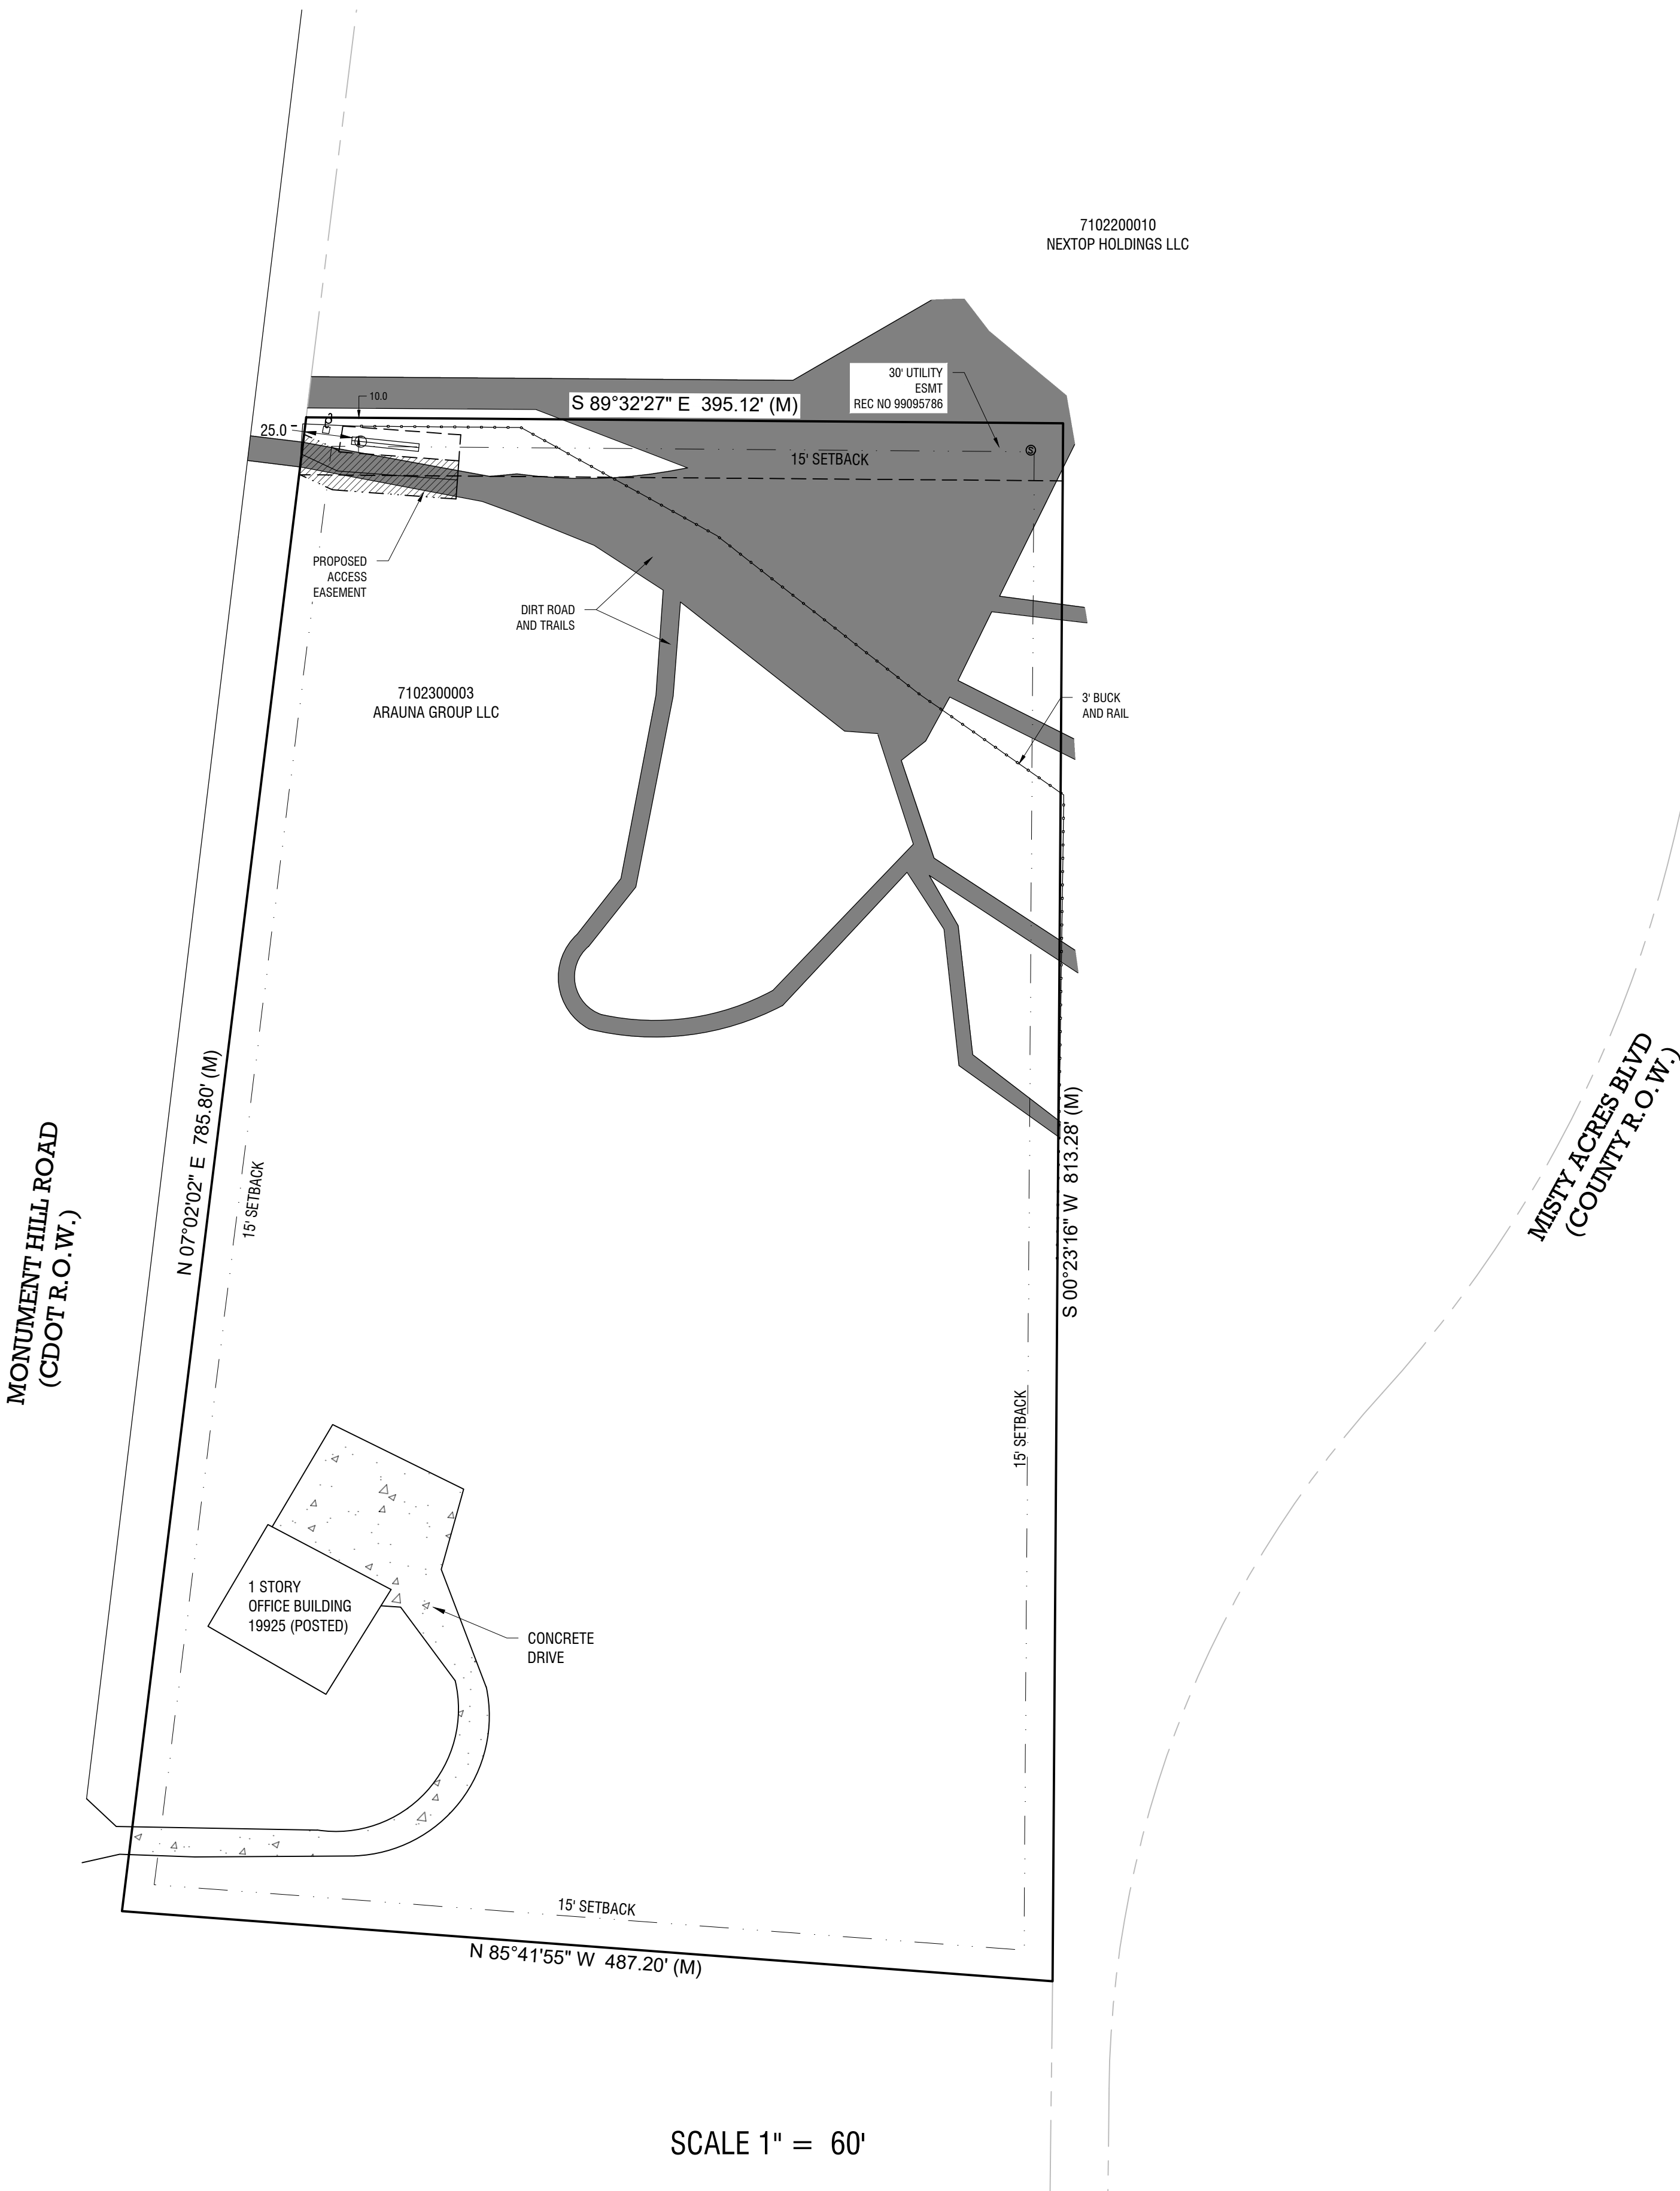 7102200010
NEXTOP HOLDINGS LLC
30' UTILITY
ESMT
REC NO 99095786
10.0
S 89°32'27" E 395.12' (M)
25.0
15' SETBACK
S
PROPOSED
ACCESS
EASEMENT
DIRT ROAD
AND TRAILS
7102300003
ARAUNA GROUP LLC
3' BUCK
AND RAIL
N 07°02'02" E 785.80' (M)
15' SETBACK
MONUMENT HILL ROAD
(CDOT R.O.W.)
S 00°23'16" W 813.28' (M)
MISTY ACRES BLVD
(COUNTY R.O.W.)
15' SETBACK
1 STORY
OFFICE BUILDING
19925 (POSTED)
CONCRETE
DRIVE
15' SETBACK
N 85°41'55" W 487.20' (M)
SCALE 1" = 60'